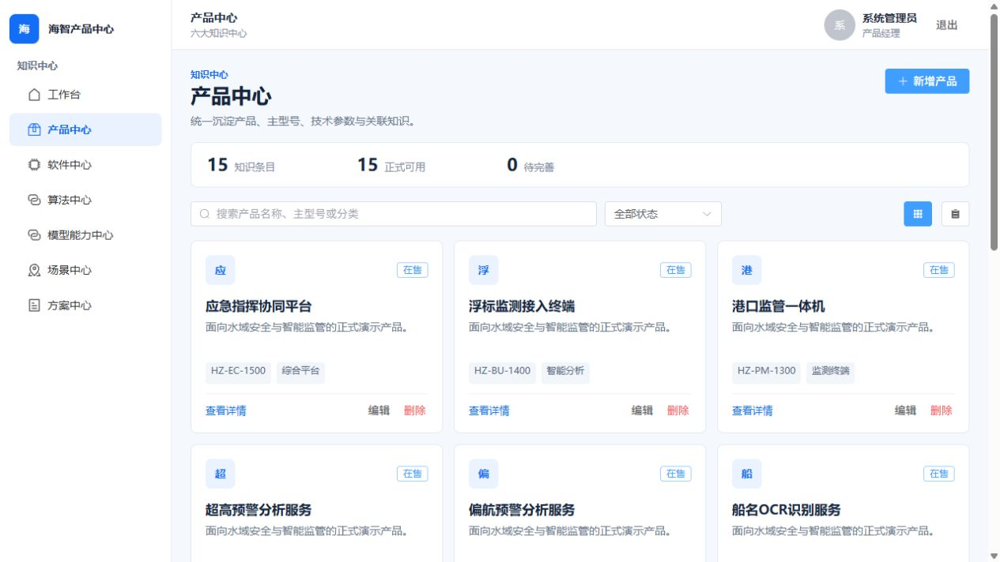 海 海智产品中心
知识中心
工作台
产品中心
软件中心
算法中心
模型能力中心
场景中心
方案中心
产品中心
六大知识中心
系 系统管理员
产品经理
退出
知识中心
产品中心
统一沉淀产品、主型号、技术参数与关联知识。
+ 新增产品
15 知识条目 15 正式可用 0 待完善
搜索产品名称、主型号或分类 全部状态
应 在售
应急指挥协同平台
面向水域安全与智能监管的正式演示产品。
HZ-EC-1500 综合平台
查看详情 编辑 删除
浮 在售
浮标监测接入终端
面向水域安全与智能监管的正式演示产品。
HZ-BU-1400 智能分析
查看详情 编辑 删除
港 在售
港口监管一体机
面向水域安全与智能监管的正式演示产品。
HZ-PM-1300 监测终端
查看详情 编辑 删除
超 在售
超高预警分析服务
面向水域安全与智能监管的正式演示产品。
偏 在售
偏航预警分析服务
面向水域安全与智能监管的正式演示产品。
船 在售
船名OCR识别服务
面向水域安全与智能监管的正式演示产品。